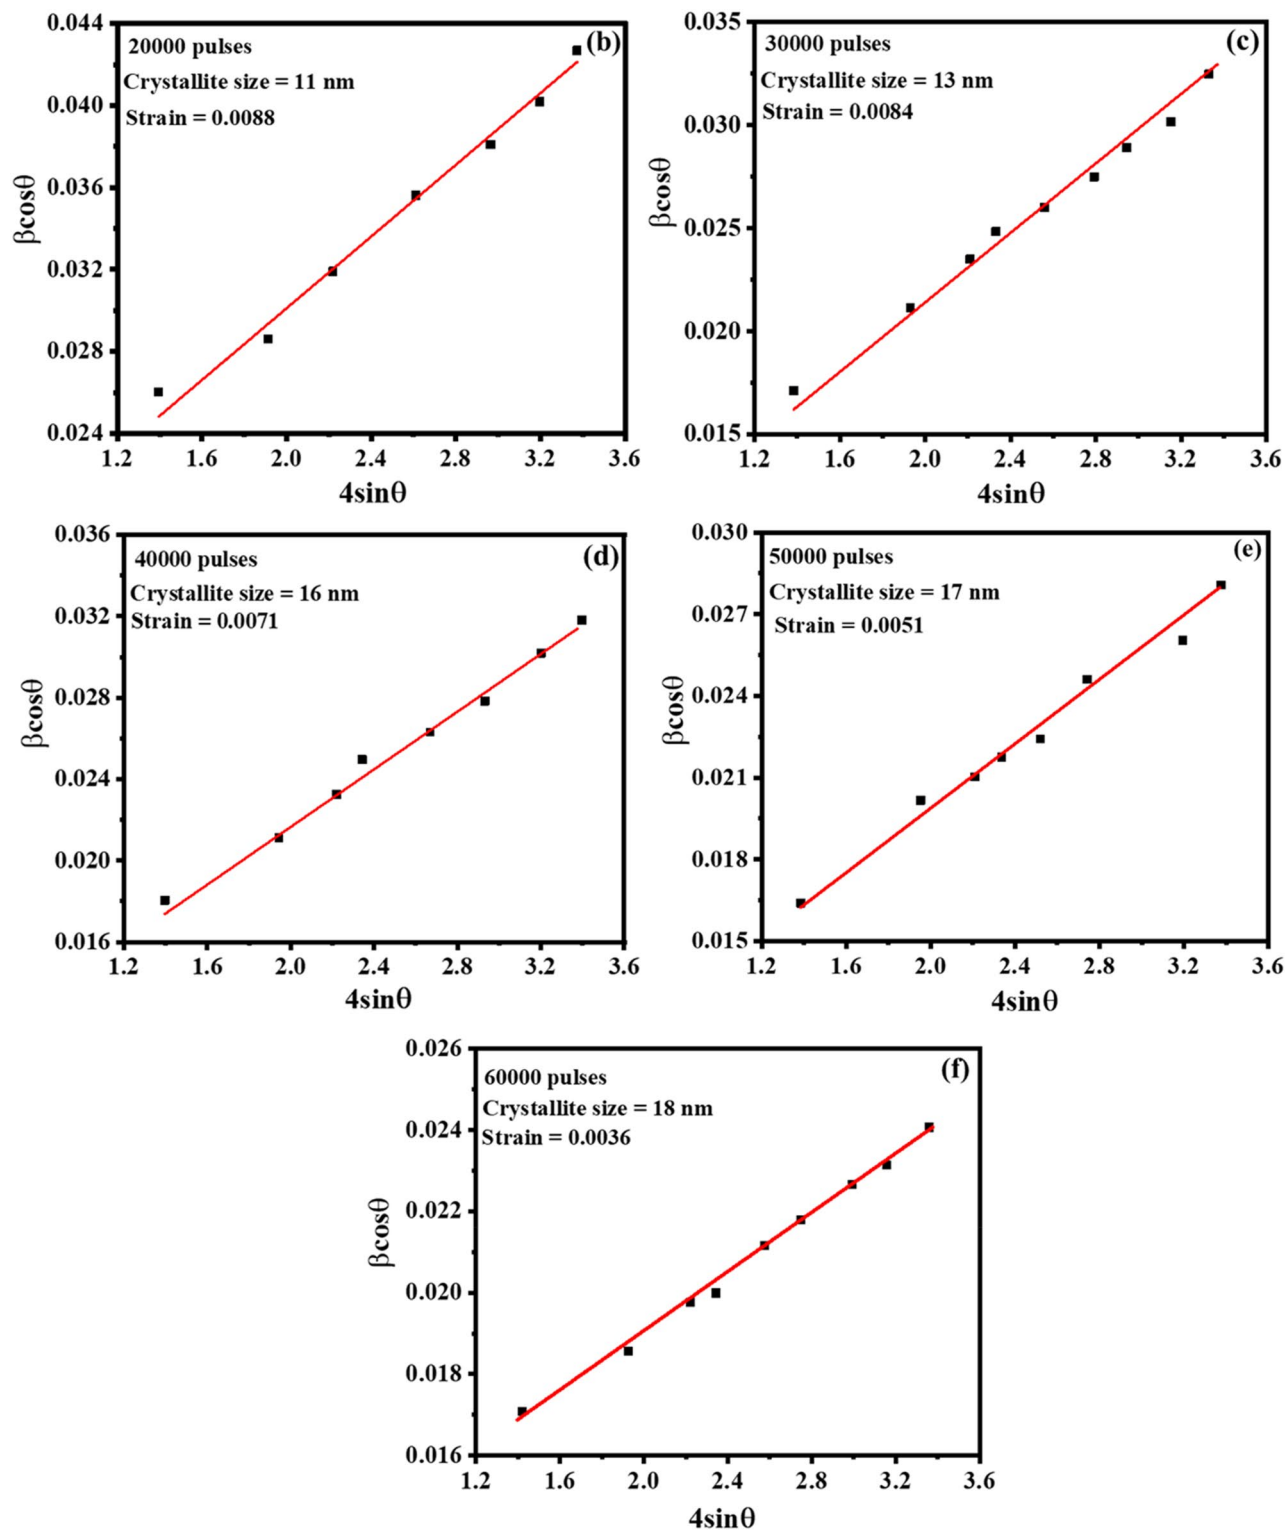 20000 pulses
(b)
Crystallite size = 11 nm
Strain = 0.0088
0.044
0.040
0.036
0.032
0.028
0.024
βcosθ
1.2 1.6 2.0 2.4 2.8 3.2 3.6
4sinθ
30000 pulses
(c)
Crystallite size = 13 nm
Strain = 0.0084
0.035
0.030
0.025
0.020
0.015
βcosθ
1.2 1.6 2.0 2.4 2.8 3.2 3.6
4sinθ
40000 pulses
(d)
Crystallite size = 16 nm
Strain = 0.0071
0.036
0.032
0.028
0.024
0.020
0.016
βcosθ
1.2 1.6 2.0 2.4 2.8 3.2 3.6
4sinθ
50000 pulses
(e)
Crystallite size = 17 nm
Strain = 0.0051
0.030
0.027
0.024
0.021
0.018
0.015
βcosθ
1.2 1.6 2.0 2.4 2.8 3.2 3.6
4sinθ
60000 pulses
(f)
Crystallite size = 18 nm
Strain = 0.0036
0.026
0.024
0.022
0.020
0.018
0.016
βcosθ
1.2 1.6 2.0 2.4 2.8 3.2 3.6
4sinθ